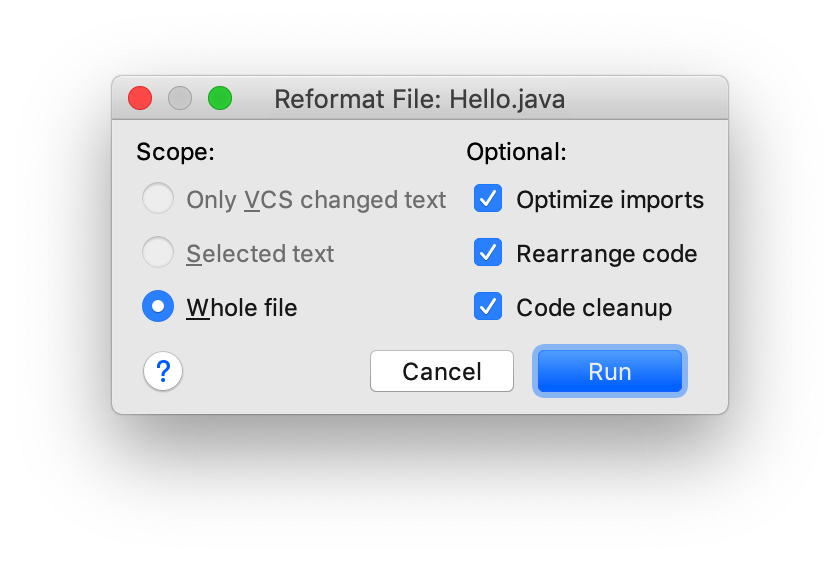 Reformat File: Hello.java
Scope:
Only VCS changed text
Selected text
Whole file
Optional:
Optimize imports
Rearrange code
Code cleanup
?
Cancel
Run